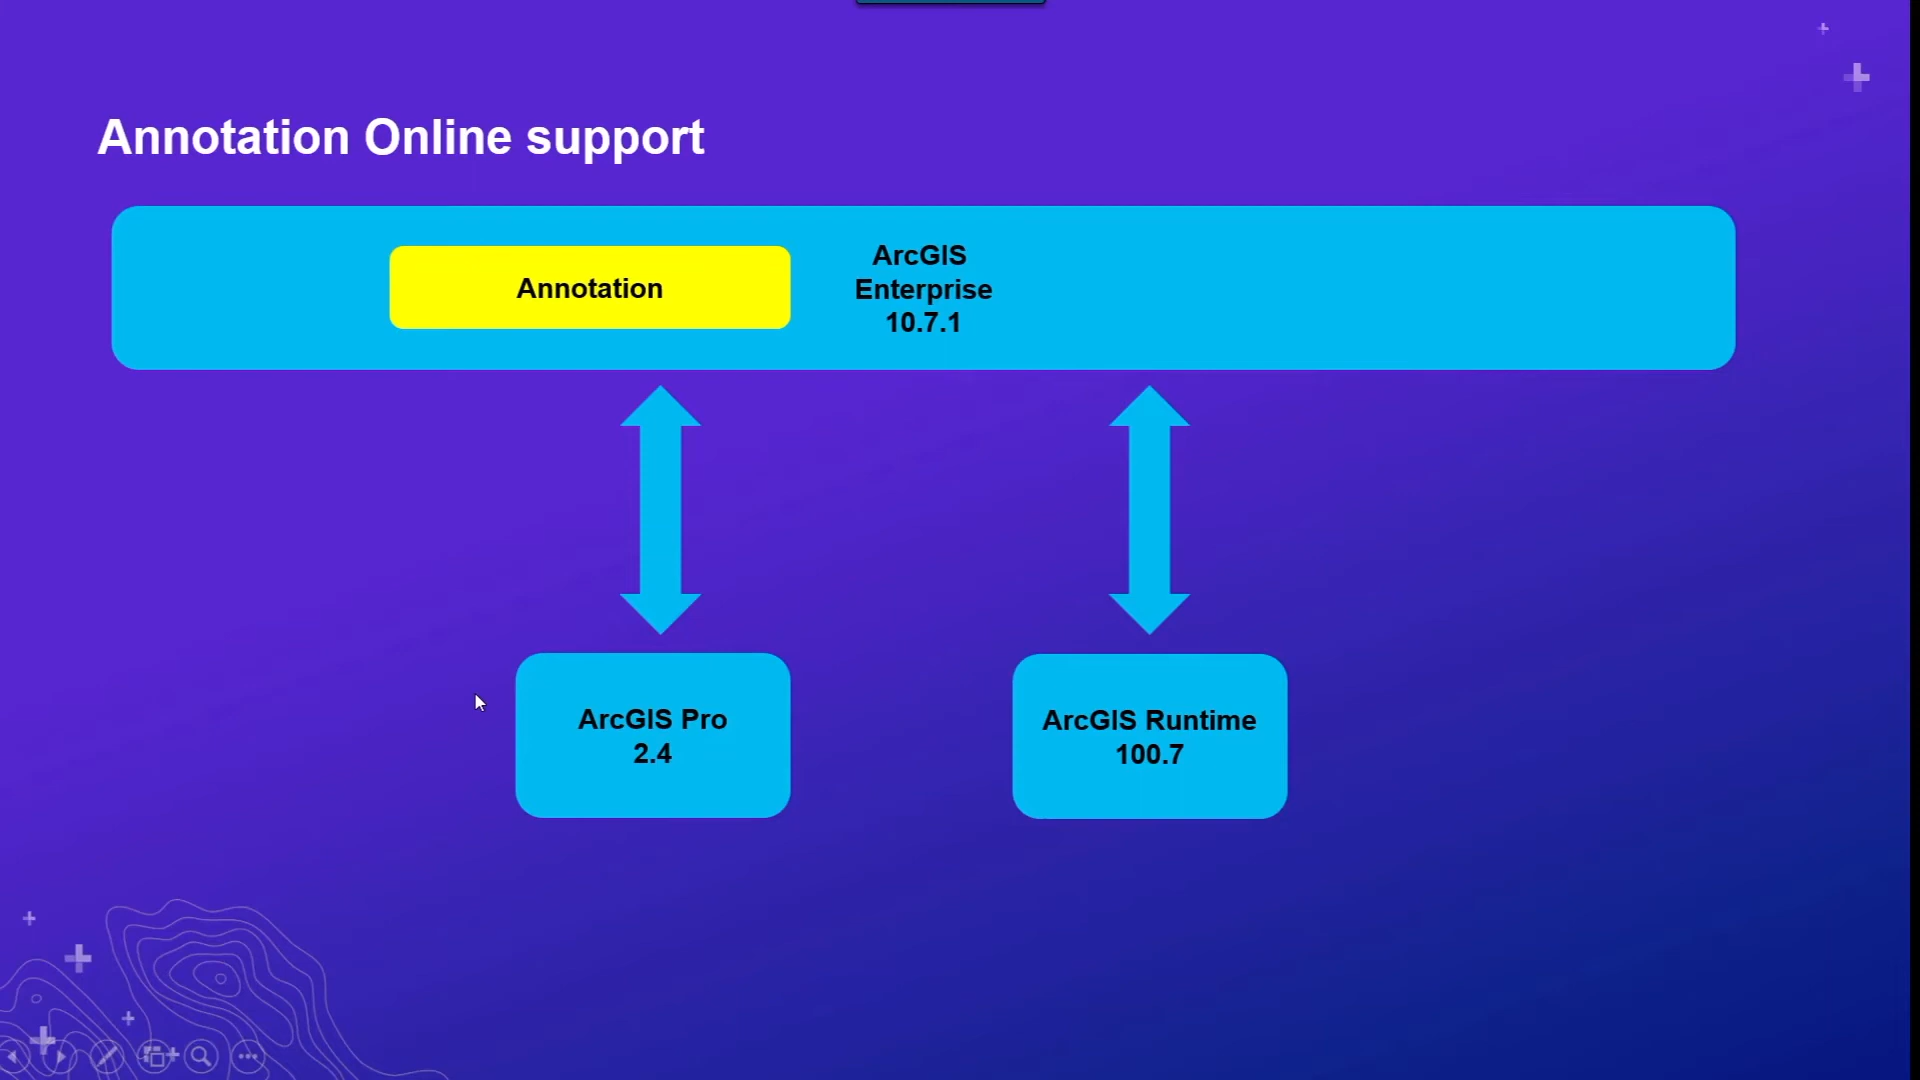 Annotation Online support
Annotation
ArcGIS
Enterprise
10.7.1
ArcGIS Pro
2.4
ArcGIS Runtime
100.7